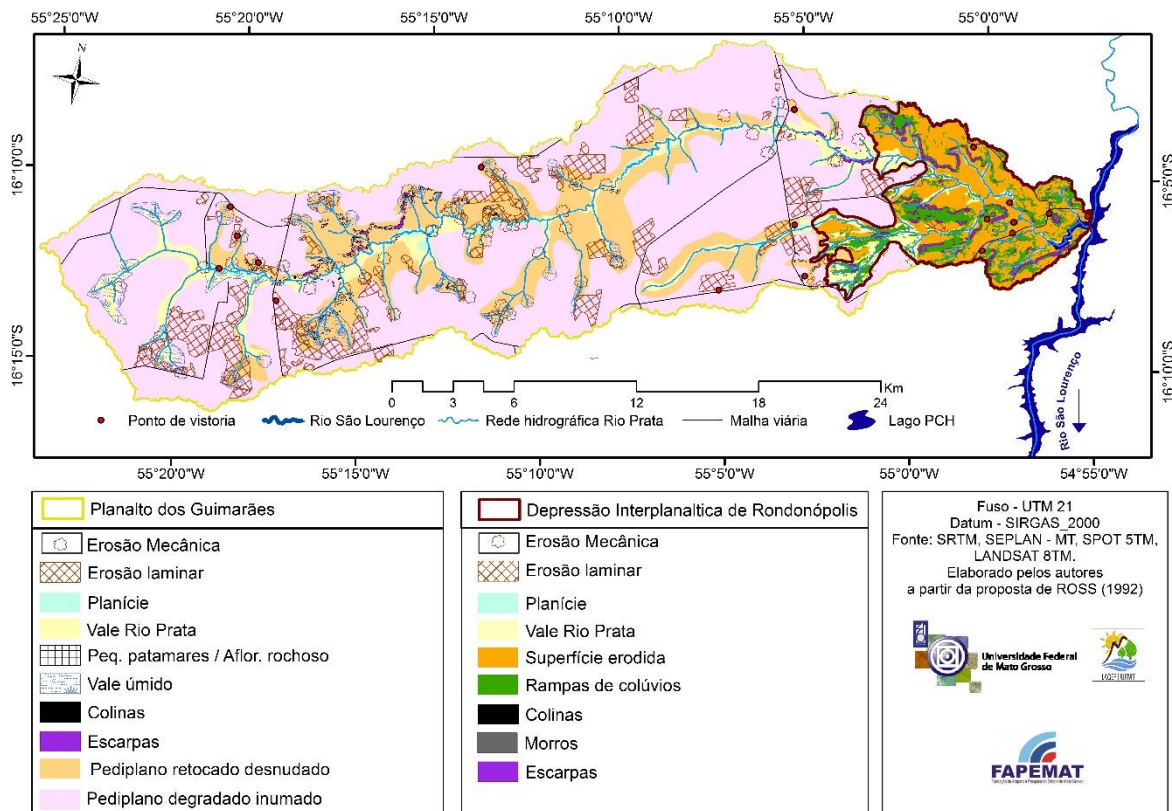 55°25'0"W 55°20'0"W 55°15'0"W 55°10'0"W 55°5'0"W 55°0'0"W
N
16°10'0"S
16°15'0"S
16°5'0"S
16°10'0"S
Km
0 3 6 12 18 24
Ponto de vistoria
Rio São Lourenço
Rede hidrográfica Rio Prata
Malha viária
Lago PCH
Rio São Lourenço
55°20'0"W 55°15'0"W 55°10'0"W 55°5'0"W 55°0'0"W 54°55'0"W
Planalto dos Guimarães
Erosão Mecânica
Erosão laminar
Planície
Vale Rio Prata
Peq. patamares / Aflor. rochoso
Vale úmido
Colinas
Escarpas
Pediplano retocado desnudado
Pediplano degradado inumado
Depressão Interplanaltica de Rondonópolis
Erosão Mecânica
Erosão laminar
Planície
Vale Rio Prata
Superfície erodida
Rampas de colúvios
Colinas
Morros
Escarpas
Fuso - UTM 21
Datum - SIRGAS_2000
Fonte: SRTM, SEPLAN - MT, SPOT 5TM,
LANDSAT 8TM.
Elaborado pelos autores
a partir da proposta de ROSS (1992)
Universidade Federal
de Mato Grosso
FAPEMAT